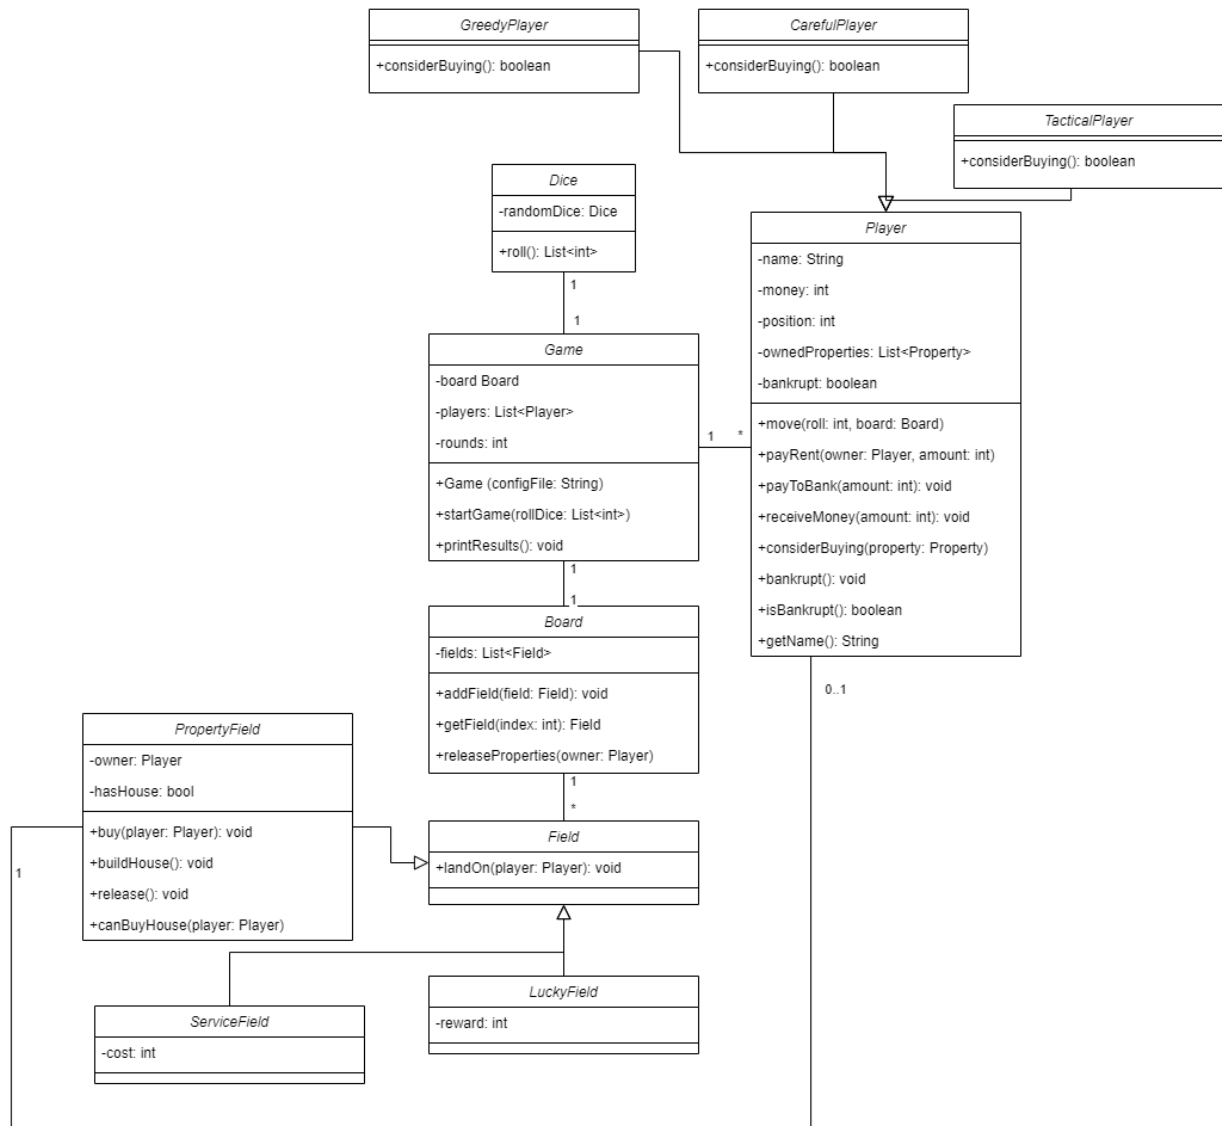 GreedyPlayer
+considerBuying(): boolean
CarefulPlayer
+considerBuying(): boolean
TacticalPlayer
+considerBuying(): boolean
Dice
-randomDice: Dice
+roll(): List<int>
1
1
Game
-board Board
-players: List<Player>
-rounds: int
+Game (configFile: String)
+startGame(rollDice: List<int>)
+printResults(): void
1
*
Player
-name: String
-money: int
-position: int
-ownedProperties: List<Property>
-bankrupt: boolean
+move(roll: int, board: Board)
+payRent(owner: Player, amount: int)
+payToBank(amount: int): void
+receiveMoney(amount: int): void
+considerBuying(property: Property)
+bankrupt(): void
+isBankrupt(): boolean
+getName(): String
0..1
1
1
Board
-fields: List<Field>
+addField(field: Field): void
+getField(index: int): Field
+releaseProperties(owner: Player)
1
*
PropertyField
-owner: Player
-hasHouse: bool
+buy(player: Player): void
+buildHouse(): void
+release(): void
+canBuyHouse(player: Player)
1
Field
+landOn(player: Player): void
ServiceField
-cost: int
LuckyField
-reward: int